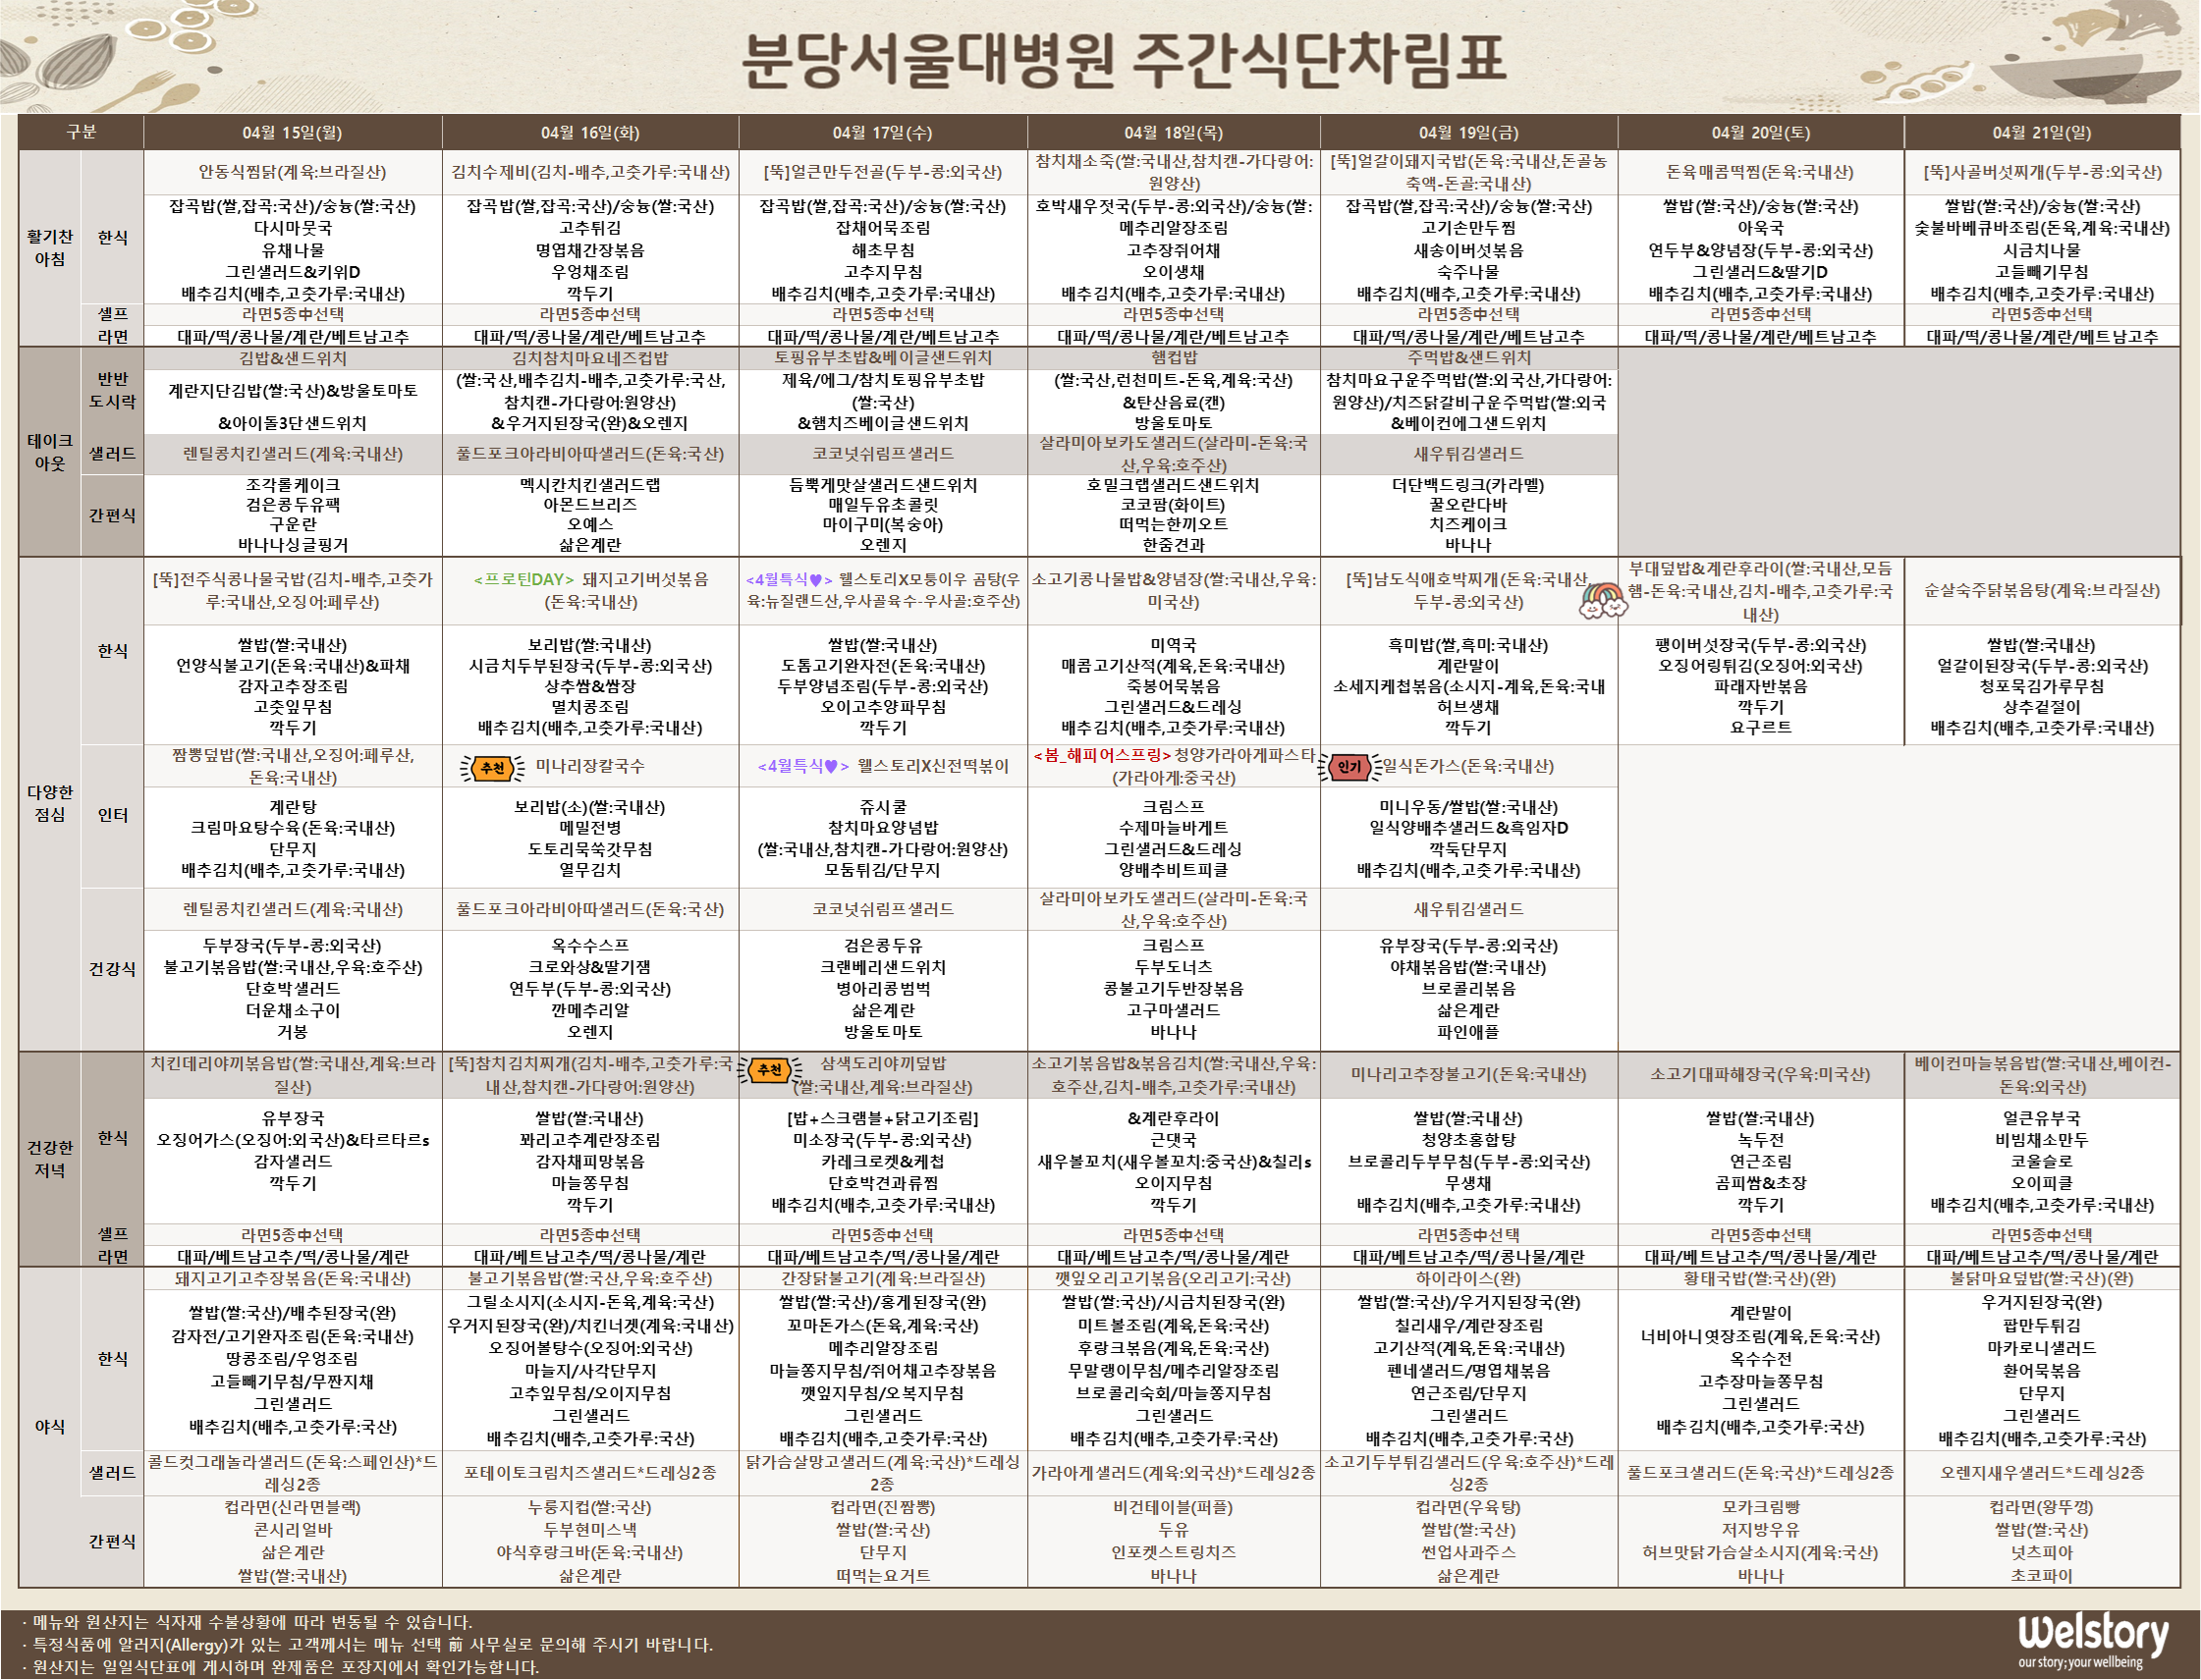 분당서울대병원 주간식단차림표
구분
04월 15일(월)
04월 16일(화)
04월 17일(수)
04월 18일(목)
04월 19일(금)
04월 20일(토)
04월 21일(일)
활기찬
아침
한식
안동식찜닭(계육:브라질산)
잡곡밥(쌀,잡곡:국산)/숭늉(쌀:국산)
다시마뭇국
유채나물
그린샐러드&키위D
배추김치(배추,고춧가루:국내산)
김치수제비(김치-배추,고춧가루:국내산)
잡곡밥(쌀,잡곡:국산)/숭늉(쌀:국산)
고추튀김
명엽채간장볶음
우엉채조림
깍두기
[뚝]얼큰만두전골(두부-콩:외국산)
잡곡밥(쌀,잡곡:국산)/숭늉(쌀:국산)
잡채어묵조림
해초무침
고추지무침
배추김치(배추,고춧가루:국내산)
참치채소죽(쌀:국내산,참치캔-가다랑어:
원양산)
호박새우젓국(두부-콩:외국산)/숭늉(쌀:
메추리알장조림
고추장쥐어채
오이생채
배추김치(배추,고춧가루:국내산)
[뚝]얼갈이돼지국밥(돈육:국내산,돈골농
축액-돈골:국내산)
잡곡밥(쌀,잡곡:국산)/숭늉(쌀:국산)
고기손만두찜
새송이버섯볶음
숙주나물
배추김치(배추,고춧가루:국내산)
돈육매콤떡찜(돈육:국내산)
쌀밥(쌀:국산)/숭늉(쌀:국산)
아욱국
연두부&양념장(두부-콩:외국산)
그린샐러드&딸기D
배추김치(배추,고춧가루:국내산)
[뚝]사골버섯찌개(두부-콩:외국산)
쌀밥(쌀:국산)/숭늉(쌀:국산)
숯불바베큐바조림(돈육,계육:국내산)
시금치나물
고들빼기무침
배추김치(배추,고춧가루:국내산)
셀프
라면
라면5종中선택
대파/떡/콩나물/계란/베트남고추
라면5종中선택
대파/떡/콩나물/계란/베트남고추
라면5종中선택
대파/떡/콩나물/계란/베트남고추
라면5종中선택
대파/떡/콩나물/계란/베트남고추
라면5종中선택
대파/떡/콩나물/계란/베트남고추
라면5종中선택
대파/떡/콩나물/계란/베트남고추
라면5종中선택
대파/떡/콩나물/계란/베트남고추
테이크
아웃
반반
도시락
김밥&샌드위치
계란지단김밥(쌀:국산)&방울토마토
&아이돌3단샌드위치
김치참치마요네즈컵밥
(쌀:국산,배추김치-배추,고춧가루:국산,
참치캔-가다랑어:원양산)
&우거지된장국(완)&오렌지
토핑유부초밥&베이글샌드위치
제육/에그/참치토핑유부초밥
(쌀:국산)
&햄치즈베이글샌드위치
햄컵밥
(쌀:국산,런천미트-돈육,계육:국산)
&탄산음료(캔)
방울토마토
주먹밥&샌드위치
참치마요구운주먹밥(쌀:외국산,가다랑어:
원양산)/치즈닭갈비구운주먹밥(쌀:외국
&베이컨에그샌드위치
샐러드
렌틸콩치킨샐러드(계육:국내산)
풀드포크아라비아따샐러드(돈육:국산)
코코넛쉬림프샐러드
살라미아보카도샐러드(살라미-돈육:국
산,우육:호주산)
새우튀김샐러드
간편식
조각롤케이크
검은콩두유팩
구운란
바나나싱글핑거
멕시칸치킨샐러드랩
아몬드브리즈
오예스
삶은계란
듬뿍게맛살샐러드샌드위치
매일두유초콜릿
마이구미(복숭아)
오렌지
호밀크랩샐러드샌드위치
코코팜(화이트)
떠먹는한끼오트
한줌견과
더단백드링크(카라멜)
꿀오란다바
치즈케이크
바나나
다양한
점심
한식
[뚝]전주식콩나물국밥(김치-배추,고춧가
루:국내산,오징어:페루산)
쌀밥(쌀:국내산)
언양식불고기(돈육:국내산)&파채
감자고추장조림
고춧잎무침
깍두기
<프로틴DAY> 돼지고기버섯볶음
(돈육:국내산)
보리밥(쌀:국내산)
시금치두부된장국(두부-콩:외국산)
상추쌈&쌈장
멸치콩조림
배추김치(배추,고춧가루:국내산)
<4월특식♥> 웰스토리X모퉁이우 곰탕(우
육:뉴질랜드산,우사골육수-우사골:호주산)
쌀밥(쌀:국내산)
도톰고기완자전(돈육:국내산)
두부양념조림(두부-콩:외국산)
오이고추양파무침
깍두기
소고기콩나물밥&양념장(쌀:국내산,우육:
미국산)
미역국
매콤고기산적(계육,돈육:국내산)
죽봉어묵볶음
그린샐러드&드레싱
배추김치(배추,고춧가루:국내산)
[뚝]남도식애호박찌개(돈육:국내산,
두부-콩:외국산)
흑미밥(쌀,흑미:국내산)
계란말이
소세지케첩볶음(소시지-계육,돈육:국내
허브생채
깍두기
부대덮밥&계란후라이(쌀:국내산,모듬
햄-돈육:국내산,김치-배추,고춧가루:국
내산)
팽이버섯장국(두부-콩:외국산)
오징어링튀김(오징어:외국산)
파래자반볶음
깍두기
요구르트
순살숙주닭볶음탕(계육:브라질산)
쌀밥(쌀:국내산)
얼갈이된장국(두부-콩:외국산)
청포묵김가루무침
상추겉절이
배추김치(배추,고춧가루:국내산)
인터
짬뽕덮밥(쌀:국내산,오징어:페루산,
돈육:국내산)
계란탕
크림마요탕수육(돈육:국내산)
단무지
배추김치(배추,고춧가루:국내산)
추천
미나리장칼국수
보리밥(소)(쌀:국내산)
메밀전병
도토리묵쑥갓무침
열무김치
<4월특식♥> 웰스토리X신전떡볶이
쥬시쿨
참치마요양념밥
(쌀:국내산,참치캔-가다랑어:원양산)
모둠튀김/단무지
<봄_해피어스프링>청양가라아게파스타
(가라아게:중국산)
크림스프
수제마늘바게트
그린샐러드&드레싱
양배추비트피클
인기
일식돈가스(돈육:국내산)
미니우동/쌀밥(쌀:국내산)
일식양배추샐러드&흑임자D
깍둑단무지
배추김치(배추,고춧가루:국내산)
건강식
렌틸콩치킨샐러드(계육:국내산)
두부장국(두부-콩:외국산)
불고기볶음밥(쌀:국내산,우육:호주산)
단호박샐러드
더운채소구이
거봉
풀드포크아라비아따샐러드(돈육:국산)
옥수수스프
크로와상&딸기잼
연두부(두부-콩:외국산)
깐메추리알
오렌지
코코넛쉬림프샐러드
검은콩두유
크랜베리샌드위치
병아리콩범벅
삶은계란
방울토마토
살라미아보카도샐러드(살라미-돈육:국
산,우육:호주산)
크림스프
두부도너츠
콩불고기두반장볶음
고구마샐러드
바나나
새우튀김샐러드
유부장국(두부-콩:외국산)
야채볶음밥(쌀:국내산)
브로콜리볶음
삶은계란
파인애플
건강한
저녁
한식
치킨데리야끼볶음밥(쌀:국내산,계육:브라
질산)
유부장국
오징어가스(오징어:외국산)&타르타르s
감자샐러드
깍두기
[뚝]참치김치찌개(김치-배추,고춧가루:국
내산,참치캔-가다랑어:원양산)
쌀밥(쌀:국내산)
꽈리고추계란장조림
감자채피망볶음
마늘쫑무침
깍두기
추천
삼색도리야끼덮밥
(쌀:국내산,계육:브라질산)
[밥+스크램블+닭고기조림]
미소장국(두부-콩:외국산)
카레크로켓&케첩
단호박견과류찜
배추김치(배추,고춧가루:국내산)
소고기볶음밥&볶음김치(쌀:국내산,우육:
호주산,김치-배추,고춧가루:국내산)
&계란후라이
근댓국
새우볼꼬치(새우볼꼬치:중국산)&칠리s
오이지무침
깍두기
미나리고추장불고기(돈육:국내산)
쌀밥(쌀:국내산)
청양초홍합탕
브로콜리두부무침(두부-콩:외국산)
무생채
배추김치(배추,고춧가루:국내산)
소고기대파해장국(우육:미국산)
쌀밥(쌀:국내산)
녹두전
연근조림
곰피쌈&초장
깍두기
베이컨마늘볶음밥(쌀:국내산,베이컨-
돈육:외국산)
얼큰유부국
비빔채소만두
코울슬로
오이피클
배추김치(배추,고춧가루:국내산)
셀프
라면
라면5종中선택
대파/베트남고추/떡/콩나물/계란
라면5종中선택
대파/베트남고추/떡/콩나물/계란
라면5종中선택
대파/베트남고추/떡/콩나물/계란
라면5종中선택
대파/베트남고추/떡/콩나물/계란
라면5종中선택
대파/베트남고추/떡/콩나물/계란
라면5종中선택
대파/베트남고추/떡/콩나물/계란
라면5종中선택
대파/베트남고추/떡/콩나물/계란
야식
한식
돼지고기고추장볶음(돈육:국내산)
쌀밥(쌀:국산)/배추된장국(완)
감자전/고기완자조림(돈육:국내산)
땅콩조림/우엉조림
고들빼기무침/무짠지채
그린샐러드
배추김치(배추,고춧가루:국산)
불고기볶음밥(쌀:국산,우육:호주산)
그릴소시지(소시지-돈육,계육:국산)
우거지된장국(완)/치킨너겟(계육:국내산)
오징어볼탕수(오징어:외국산)
마늘지/사각단무지
고추잎무침/오이지무침
그린샐러드
배추김치(배추,고춧가루:국산)
간장닭불고기(계육:브라질산)
쌀밥(쌀:국산)/홍게된장국(완)
꼬마돈가스(돈육,계육:국산)
메추리알장조림
마늘쫑지무침/쥐어채고추장볶음
깻잎지무침/오복지무침
그린샐러드
배추김치(배추,고춧가루:국산)
깻잎오리고기볶음(오리고기:국산)
쌀밥(쌀:국산)/시금치된장국(완)
미트볼조림(계육,돈육:국산)
후랑크볶음(계육,돈육:국산)
무말랭이무침/메추리알장조림
브로콜리숙회/마늘쫑지무침
그린샐러드
배추김치(배추,고춧가루:국산)
하이라이스(완)
쌀밥(쌀:국산)/우거지된장국(완)
칠리새우/계란장조림
고기산적(계육,돈육:국내산)
펜네샐러드/명엽채볶음
연근조림/단무지
그린샐러드
배추김치(배추,고춧가루:국산)
황태국밥(쌀:국산)(완)
계란말이
너비아니엿장조림(계육,돈육:국산)
옥수수전
고추장마늘쫑무침
그린샐러드
배추김치(배추,고춧가루:국산)
불닭마요덮밥(쌀:국산)(완)
우거지된장국(완)
팝만두튀김
마카로니샐러드
환어묵볶음
단무지
그린샐러드
배추김치(배추,고춧가루:국산)
샐러드
콜드컷그래놀라샐러드(돈육:스페인산)*드
레싱2종
포테이토크림치즈샐러드*드레싱2종
닭가슴살망고샐러드(계육:국산)*드레싱
2종
가라아게샐러드(계육:외국산)*드레싱2종
소고기두부튀김샐러드(우육:호주산)*드레
싱2종
풀드포크샐러드(돈육:국산)*드레싱2종
오렌지새우샐러드*드레싱2종
간편식
컵라면(신라면블랙)
콘시리얼바
삶은계란
쌀밥(쌀:국내산)
누룽지컵(쌀:국산)
두부현미스낵
야식후랑크바(돈육:국내산)
삶은계란
컵라면(진짬뽕)
쌀밥(쌀:국산)
단무지
떠먹는요거트
비건테이블(퍼플)
두유
인포켓스트링치즈
바나나
컵라면(우육탕)
쌀밥(쌀:국산)
썬업사과주스
삶은계란
모카크림빵
저지방우유
허브맛닭가슴살소시지(계육:국산)
바나나
컵라면(왕뚜껑)
쌀밥(쌀:국산)
넛츠피아
초코파이
· 메뉴와 원산지는 식자재 수불상황에 따라 변동될 수 있습니다.
· 특정식품에 알러지(Allergy)가 있는 고객께서는 메뉴 선택 前 사무실로 문의해 주시기 바랍니다.
· 원산지는 일일식단표에 게시하며 완제품은 포장지에서 확인가능합니다.
welstory
our story; your wellbeing